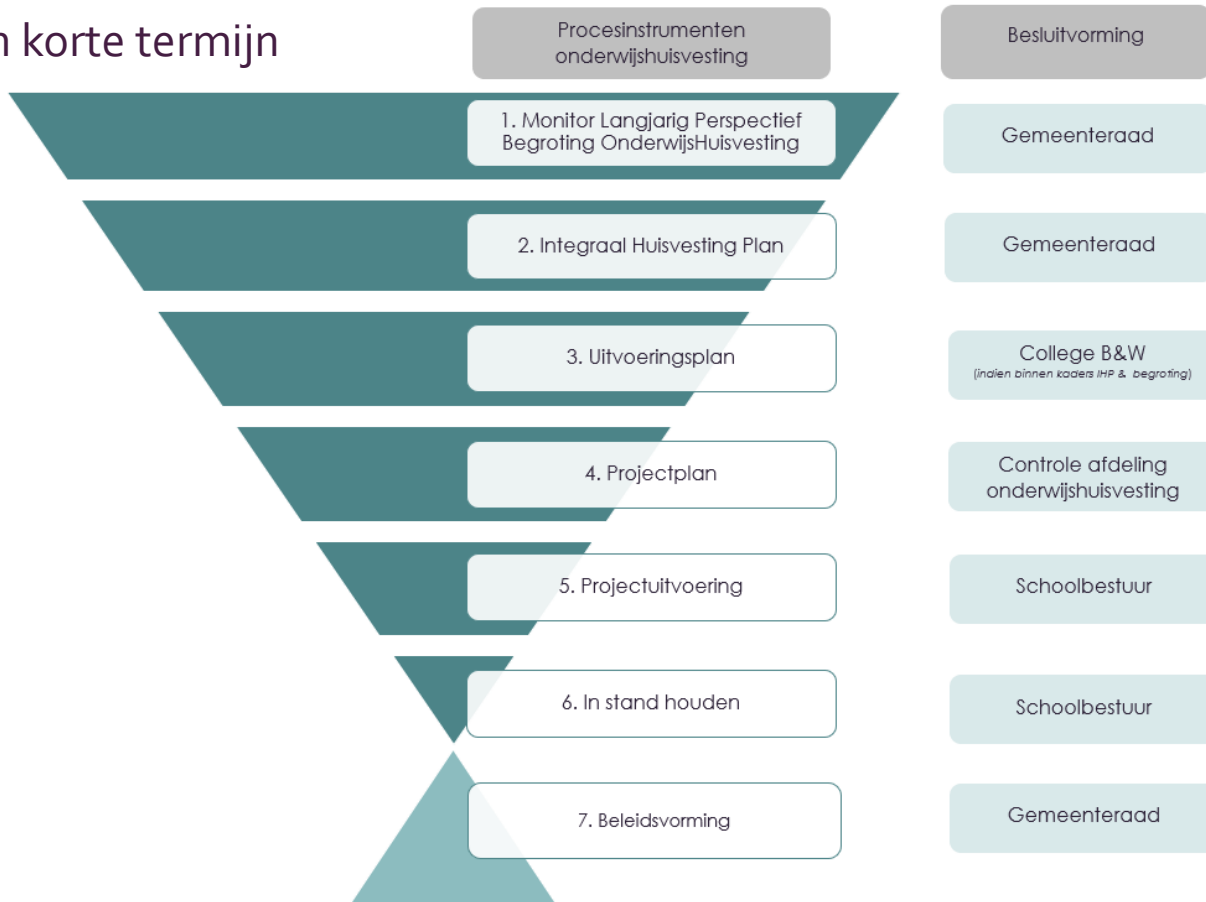 n korte termijn
Procesinstrumenten
onderwijshuisvesting
Besluitvorming
1. Monitor Langjarig Perspectief
Begroting OnderwijsHuisvesting
Gemeenteraad
2. Integraal Huisvesting Plan
Gemeenteraad
3. Uitvoeringsplan
College B&W
(indien binnen kaders IHP & begroting)
4. Projectplan
Controle afdeling
onderwijshuisvesting
5. Projectuitvoering
Schoolbestuur
6. In stand houden
Schoolbestuur
7. Beleidsvorming
Gemeenteraad